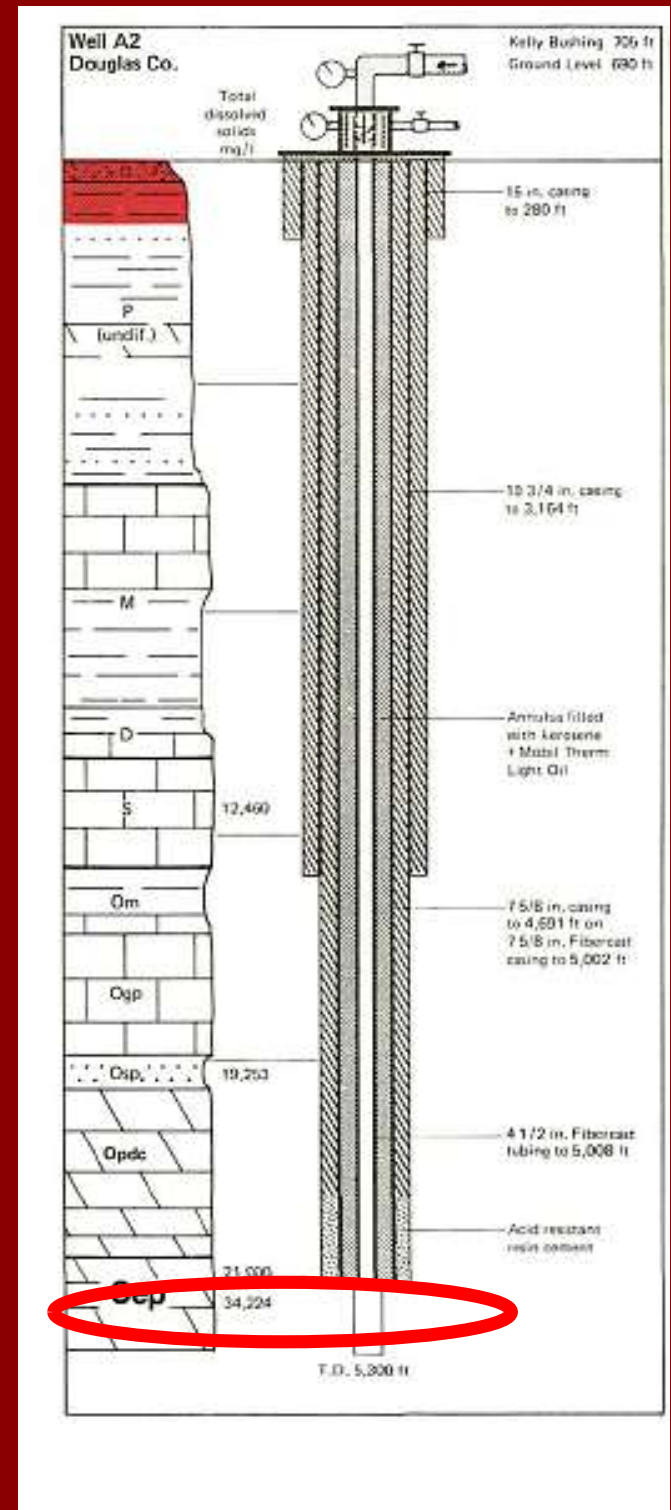 Well A2
Douglas Co.
Kelly Bushing 705 ft
Ground Level 690 ft
Total
dissolved
solids
mg/l
15 in. casing
to 280 ft
P
(undif.)
10 3/4 in. casing
to 3,164 ft
M
Annulus filled
with kerosene
+ Mobil Therm
Light Oil
D
S
12,460
Om
7 5/8 in. casing
to 4,691 ft on
7 5/8 in. Fibercast
casing to 5,002 ft
Ogp
Osp
19,253
4 1/2 in. Fibercast
tubing to 5,008 ft
Opdc
Acid resistant
resin cement
21,000
34,224
T.D. 5,300 ft